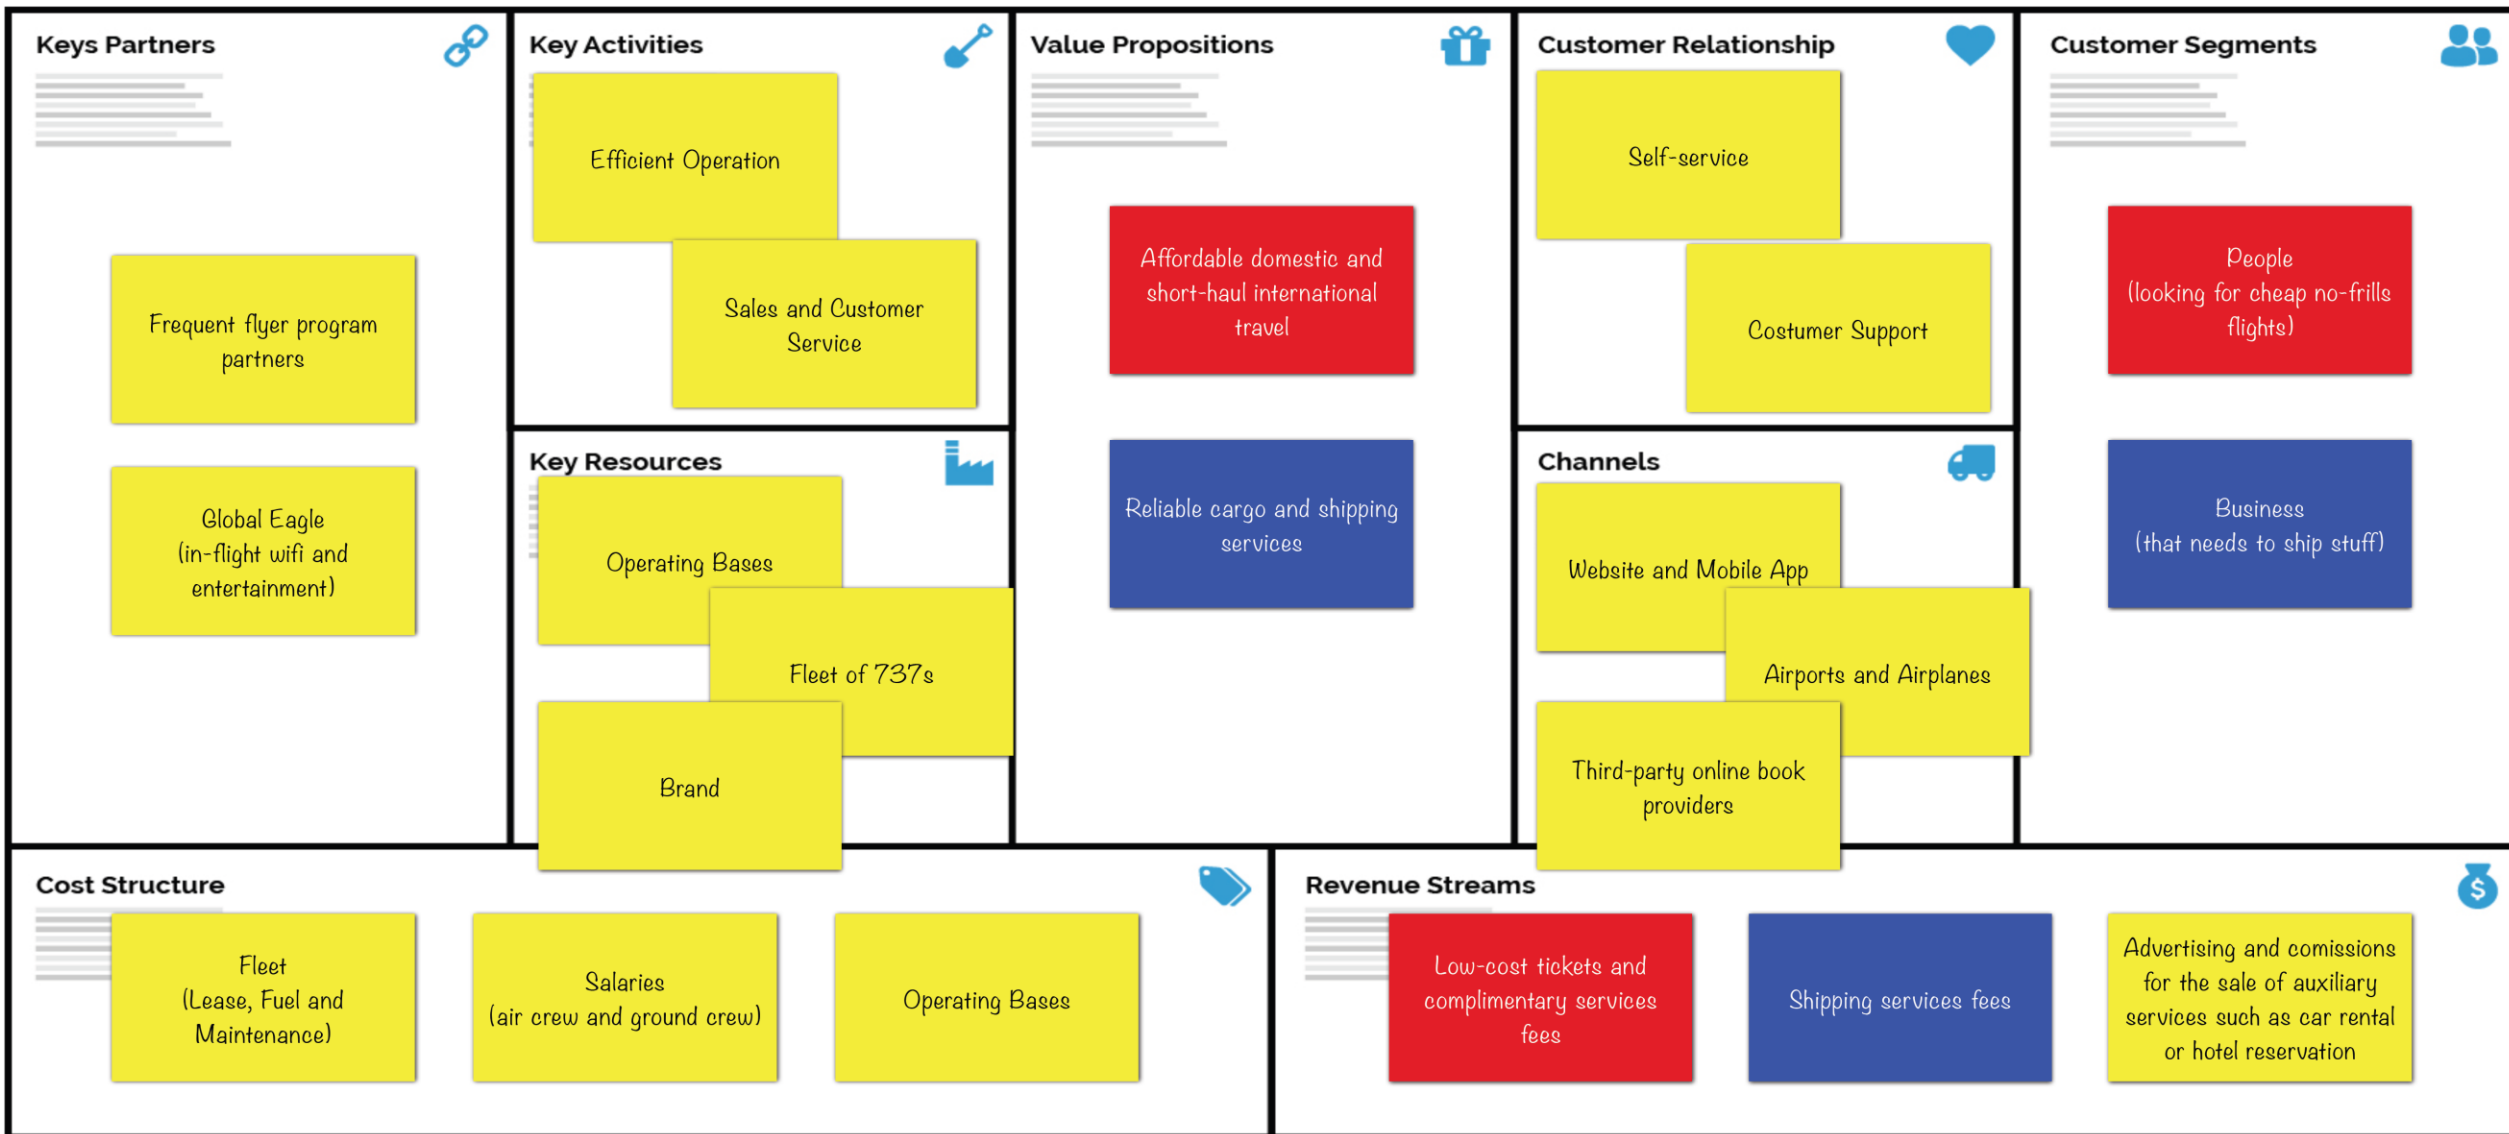 Keys Partners
Frequent flyer program
partners
Global Eagle
(in-flight wifi and
entertainment)
Key Activities
Efficient Operation
Sales and Customer
Service
Key Resources
Operating Bases
Fleet of 737s
Brand
Value Propositions
Affordable domestic and
short-haul international
travel
Reliable cargo and shipping
services
Customer Relationship
Self-service
Costumer Support
Channels
Website and Mobile App
Airports and Airplanes
Third-party online book
providers
Customer Segments
People
(looking for cheap no-frills
flights)
Business
(that needs to ship stuff)
Cost Structure
Fleet
(Lease, Fuel and
Maintenance)
Salaries
(air crew and ground crew)
Operating Bases
Revenue Streams
Low-cost tickets and
complimentary services
fees
Shipping services fees
Advertising and comissions
for the sale of auxiliary
services such as car rental
or hotel reservation
$